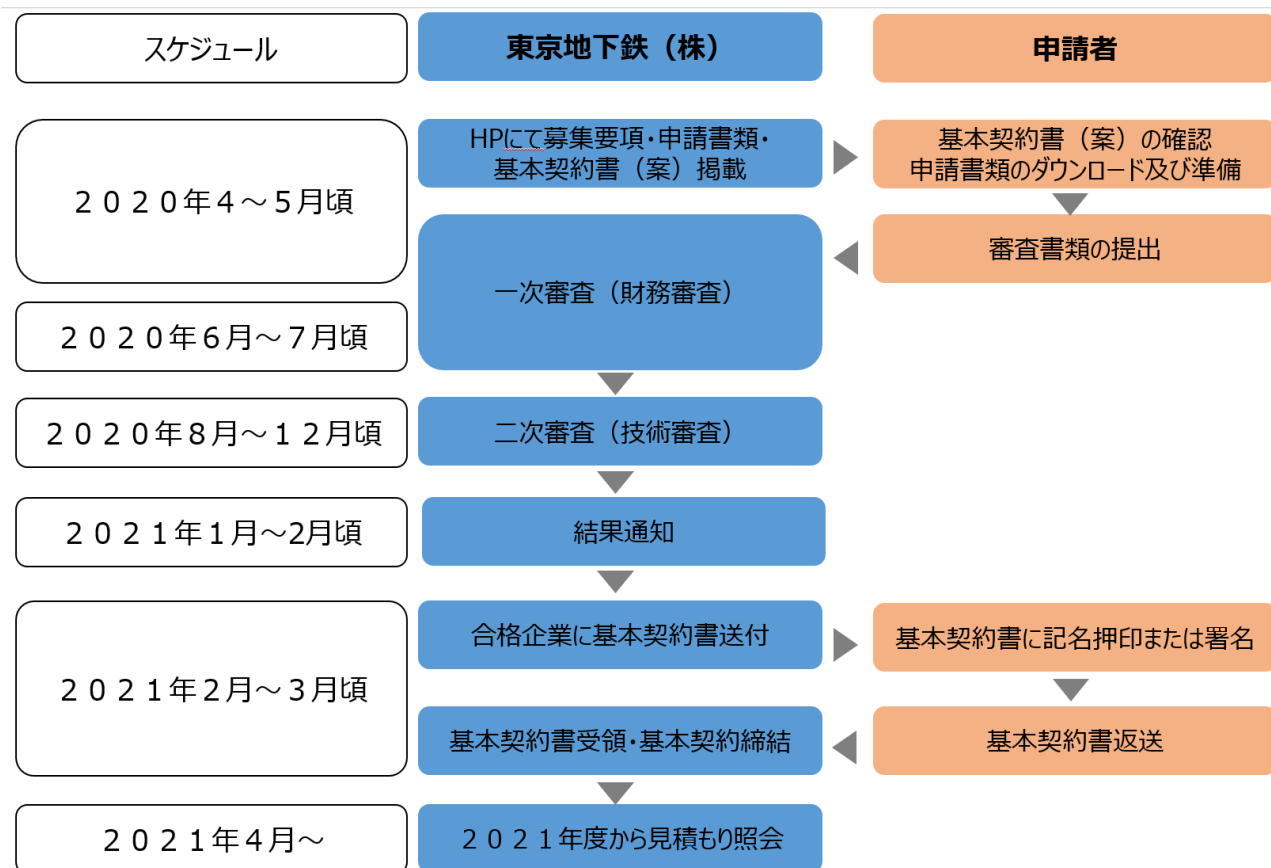 スケジュール
東京地下鉄（株）
申請者
２０２０年４～５月頃
HPにて募集要項・申請書類・
基本契約書（案）掲載
基本契約書（案）の確認
申請書類のダウンロード及び準備
審査書類の提出
一次審査（財務審査）
２０２０年６月～７月頃
２０２０年８月～１２月頃
二次審査（技術審査）
２０２１年１月～2月頃
結果通知
２０２１年２月～３月頃
合格企業に基本契約書送付
基本契約書に記名押印または署名
基本契約書受領・基本契約締結
基本契約書返送
２０２１年４月～
２０２１年度から見積もり照会